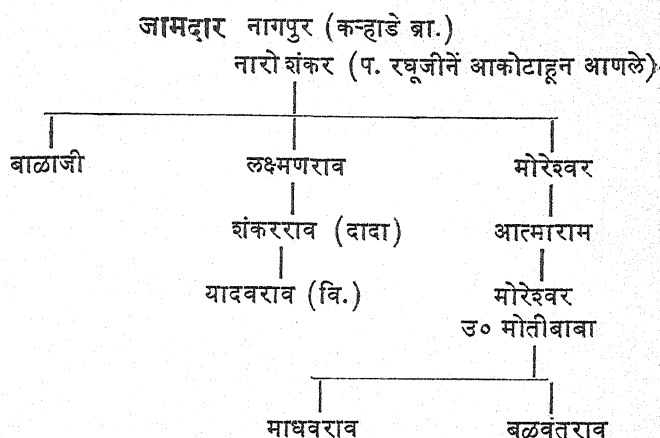 जामदार नागपुर (कऱ्हाडे ब्रा.)
नारो शंकर (प. रघूजीनें आकोटाहून आणले)
बाळाजी लक्ष्मणराव मोरेश्वर
शंकरराव (दादा) आत्माराम
यादवराव (वि.) मोरेश्वर
उ० मोतीबाबा
माधवराव बळवंतराव